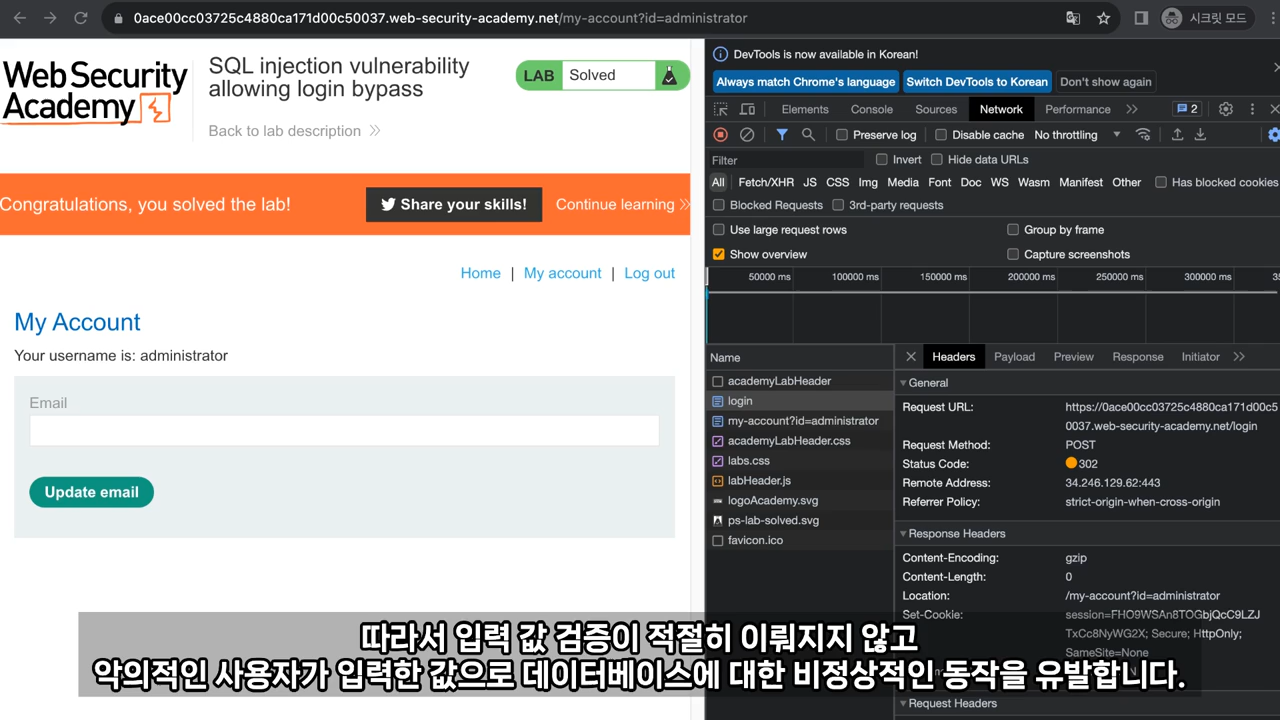 0ace00cc03725c4880ca171d00c50037.web-security-academy.net/my-account?id=administrator
시크릿 모드
Web Security
Academy
SQL injection vulnerability
allowing login bypass
Back to lab description
LAB Solved
Congratulations, you solved the lab!
Share your skills!
Continue learning
Home | My account | Log out
My Account
Your username is: administrator
Email
Update email
DevTools is now available in Korean!
Always match Chrome's language
Switch DevTools to Korean
Don't show again
Elements Console Sources Network Performance 2
Preserve log Disable cache No throttling
Filter Invert Hide data URLs
All Fetch/XHR JS CSS Img Media Font Doc WS Wasm Manifest Other Has blocked cookies
Blocked Requests 3rd-party requests
Use large request rows Group by frame
Show overview Capture screenshots
50000 ms 100000 ms 150000 ms 200000 ms 250000 ms 300000 ms 35
Name
academyLabHeader
login
my-account?id=administrator
academyLabHeader.css
labs.css
labHeader.js
logoAcademy.svg
ps-lab-solved.svg
favicon.ico
Headers Payload Preview Response Initiator
General
Request URL: https://0ace00cc03725c4880ca171d00c5
0037.web-security-academy.net/login
Request Method: POST
Status Code: 302
Remote Address: 34.246.129.62:443
Referrer Policy: strict-origin-when-cross-origin
Response Headers
Content-Encoding: gzip
Content-Length: 0
Location: /my-account?id=administrator
Set-Cookie: session=FHO9WSAn8TOGbjQcC9LZJ
TxCc8NyWG2X; Secure; HttpOnly;
SameSite=None
Request Headers
따라서 입력 값 검증이 적절히 이뤄지지 않고
악의적인 사용자가 입력한 값으로 데이터베이스에 대한 비정상적인 동작을 유발합니다.